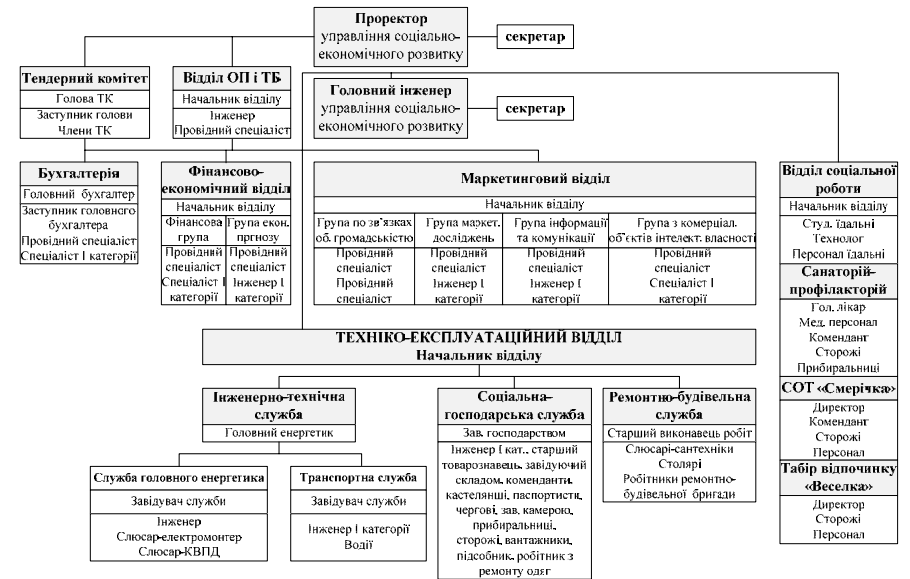 Проректор
управління соціально-
економічного розвитку
секретар
Тендерний комітет
Голова ТК
Заступник голови
Члени ТК
Відділ ОП і ТБ
Начальник відділу
Інженер
Провідний спеціаліст
Головний інженер
управління соціально-
економічного розвитку
секретар
Бухгалтерія
Головний бухгалтер
Заступник головного
бухгалтера
Провідний спеціаліст
Спеціаліст І категорії
Фінансово-
економічний відділ
Начальник відділу
Фінансова
група
Провідний
спеціаліст
Спеціаліст І
категорії
Група екон.
пргнозу
Провідний
спеціаліст
Інженер І
категорії
Маркетинговий відділ
Начальник відділу
Група по зв'язках
об. громадськістю
Провідний
спеціаліст
Провідний
спеціаліст
Група маркет.
досліджень
Провідний
спеціаліст
Інженер І
категорії
Група інформації
та комунікації
Провідний
спеціаліст
Інженер І
категорії
Група з комерціал.
об'єктів інтелект. власності
Провідний
спеціаліст
Спеціаліст І
категорії
Відділ соціальної
роботи
Начальник відділу
Студ. їдальні
Технолог
Персонал їдальні
Санаторій-
профілакторій
Гол. лікар
Мед. персонал
Комендант
Сторожі
Прибиральниці
СОТ «Смерічка»
Директор
Комендант
Сторожі
Персонал
Табір відпочинку
«Веселка»
Директор
Сторожі
Персонал
ТЕХНІКО-ЕКСПЛУАТАЦІЙНИЙ ВІДДІЛ
Начальник відділу
Інженерно-технічна
служба
Головний енергетик
Служба головного енергетика
Завідувач служби
Інженер
Слюсар-електромонтер
Слюсар-КВПД
Транспортна служба
Завідувач служби
Інженер І категорії
Водії
Соціальна-
господарська служба
Зав. господарством
Інженер І кат., старший
товарознавець, завідуючий
складом, коменданти,
кастелянші, паспортисти,
чергові, зав. камерою,
прибиральниці,
сторожі, вантажники,
підсобник, робітник з
ремонту одяг
Ремонтно-будівельна
служба
Старший виконавець робіт
Слюсарі-сантехніки
Столярі
Робітники ремонтно-
будівельної бригади